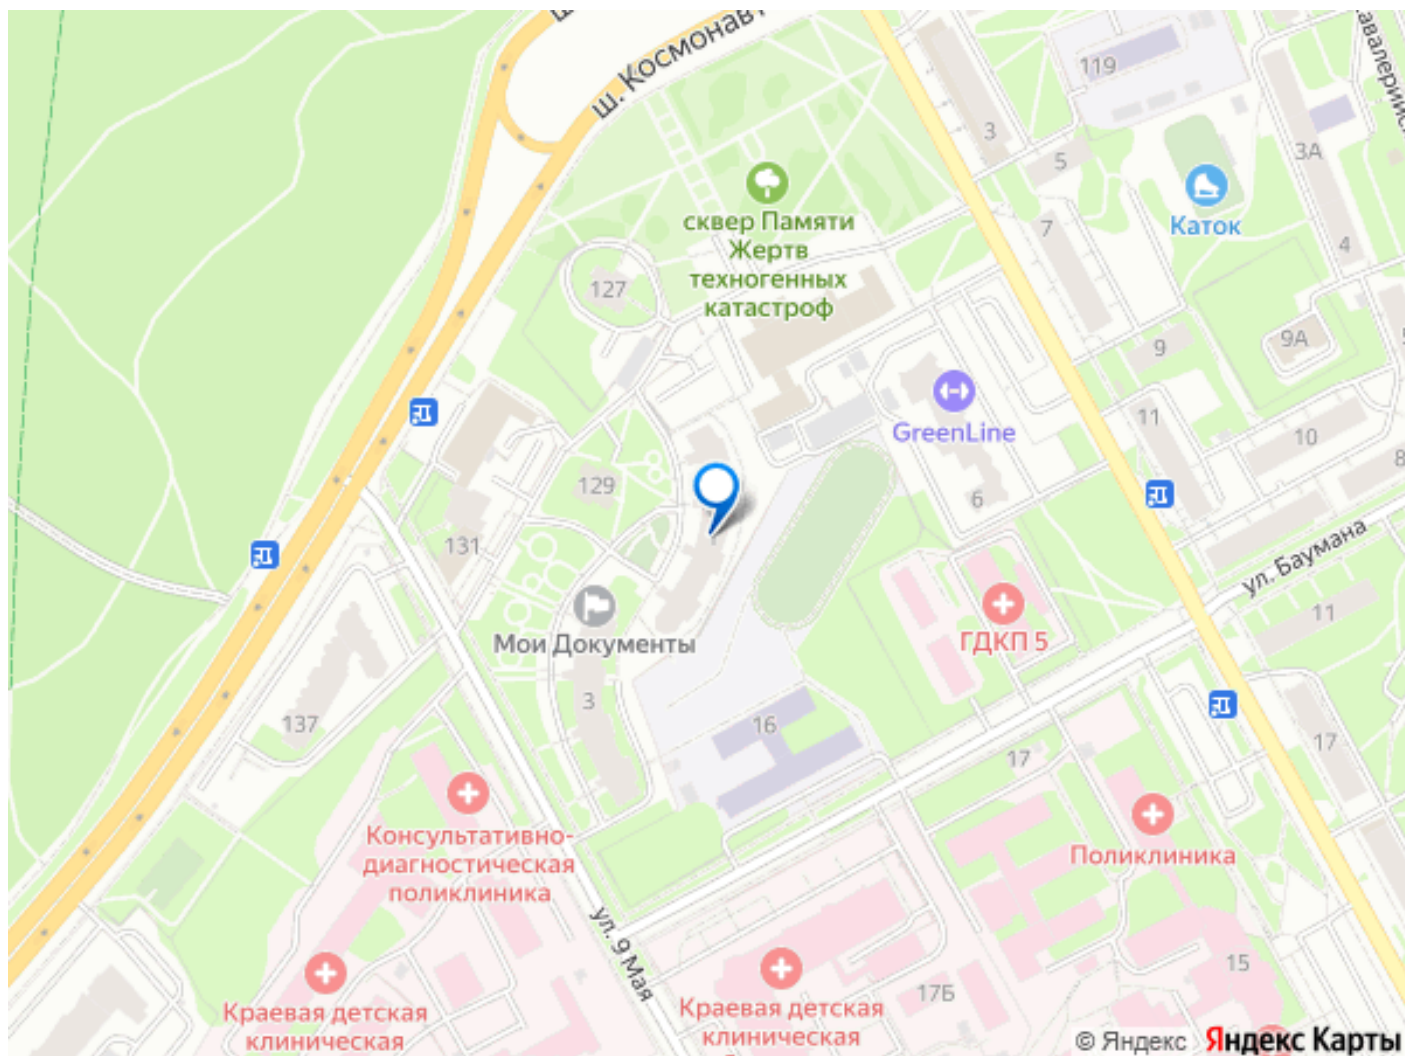 ш. Космонавт
авалерийс
119
3
5
3А
Каток
7
4
сквер Памяти
Жертв
техногенных
катастроф
127
9
9А
GreenLine
11
10
8
129
6
131
ул. Баумана
11
Мои Документы
ГДКП 5
3
137
16
17
17
Консультативно-
диагностическая
поликлиника
Поликлиника
ул. 9 Мая
15
17Б
Краевая детская
клиническая
Краевая детская
клиническая
© Яндекс Яндекс Карты